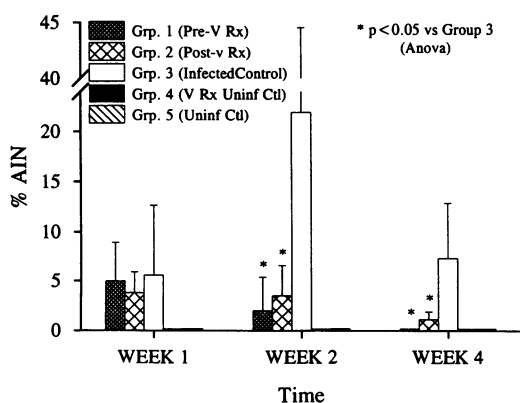 45
40
20
15
10
5
0
% AIN
Grp. 1 (Pre-V Rx)
Grp. 2 (Post-v Rx)
Grp. 3 (InfectedControl)
Grp. 4 (V Rx Uninf Ctl)
Grp. 5 (Uninf Ctl)
* p < 0.05 vs Group 3
(Anova)
*
*
*
*
WEEK 1
WEEK 2
WEEK 4
Time